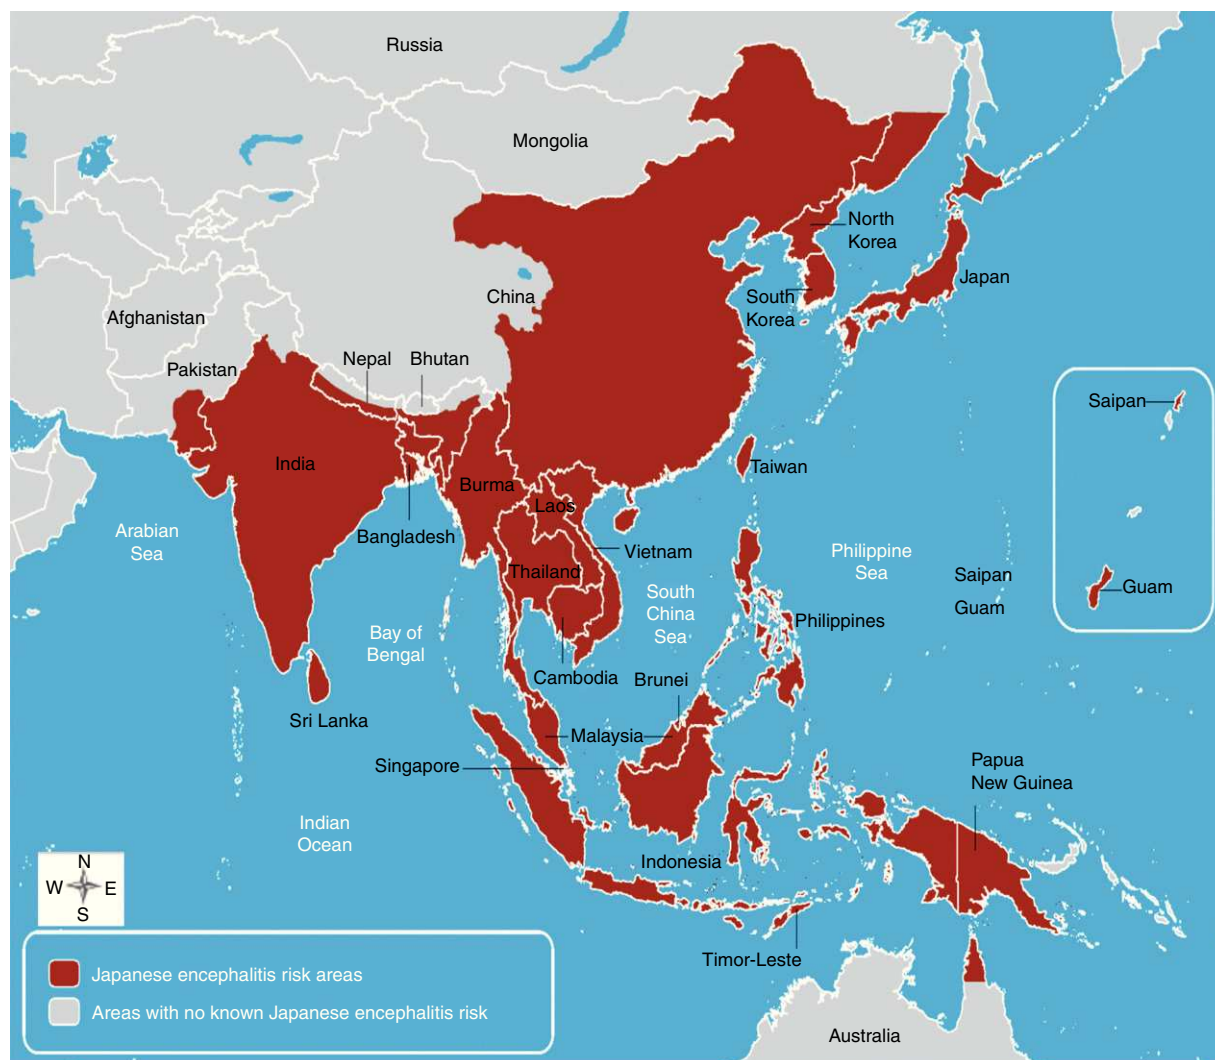 Russia
Mongolia
North
Korea
Japan
South
Korea
China
Afghanistan
Pakistan
Nepal
Bhutan
Saipan
India
Burma
Taiwan
Laos
Arabian
Sea
Bangladesh
Vietnam
Philippine
Sea
Thailand
South
China
Sea
Saipan
Guam
Guam
Philippines
Bay of
Bengal
Cambodia
Brunei
Sri Lanka
Malaysia
Singapore
Papua
New Guinea
Indian
Ocean
Indonesia
N
W
E
S
Timor-Leste
Japanese encephalitis risk areas
Areas with no known Japanese encephalitis risk
Australia